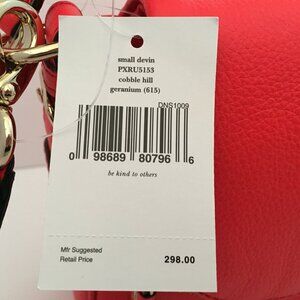 small devin
PXRU5153
cobble hill
geranium (615)
DNS1009
0 98689 80796 6
be kind to others
Mfr Suggested
Retail Price 298.00